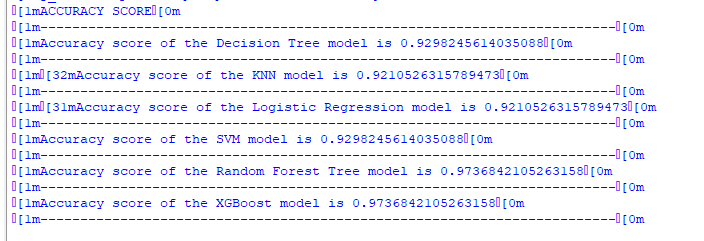 [1mACCURACY SCORE[0m
[1m------------------------------------------------------------------------[0m
[1mAccuracy score of the Decision Tree model is 0.9298245614035088[0m
[1m------------------------------------------------------------------------[0m
[1m[32mAccuracy score of the KNN model is 0.9210526315789473[0m
[1m------------------------------------------------------------------------[0m
[1m[31mAccuracy score of the Logistic Regression model is 0.9210526315789473[0m
[1m------------------------------------------------------------------------[0m
[1mAccuracy score of the SVM model is 0.9298245614035088[0m
[1m------------------------------------------------------------------------[0m
[1mAccuracy score of the Random Forest Tree model is 0.9736842105263158[0m
[1m------------------------------------------------------------------------[0m
[1mAccuracy score of the XGBoost model is 0.9736842105263158[0m
[1m------------------------------------------------------------------------[0m